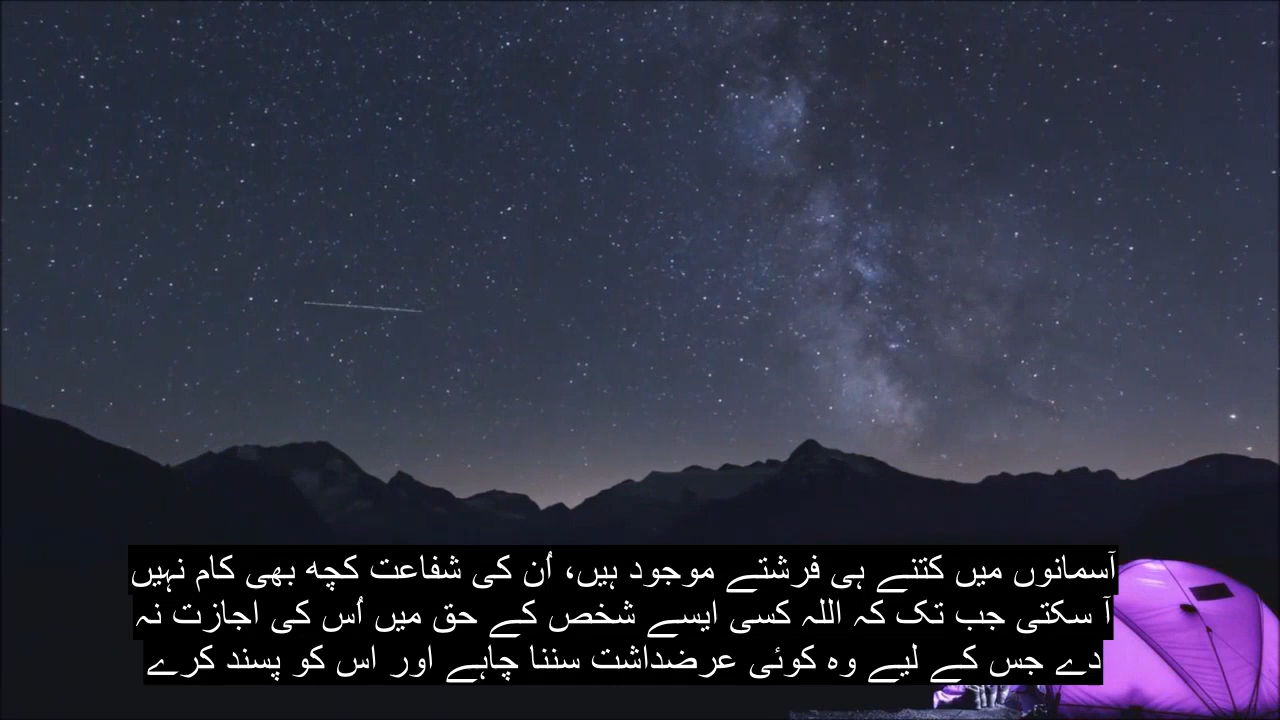 آسمانوں میں کتنے ہی فرشتے موجود ہیں، اُن کی شفاعت کچھ بھی کام نہیں
آ سکتی جب تک کہ اللہ کسی ایسے شخص کے حق میں اُس کی اجازت نہ
دے جس کے لیے وہ کوئی عرضداشت سننا چاہے اور اس کو پسند کرے